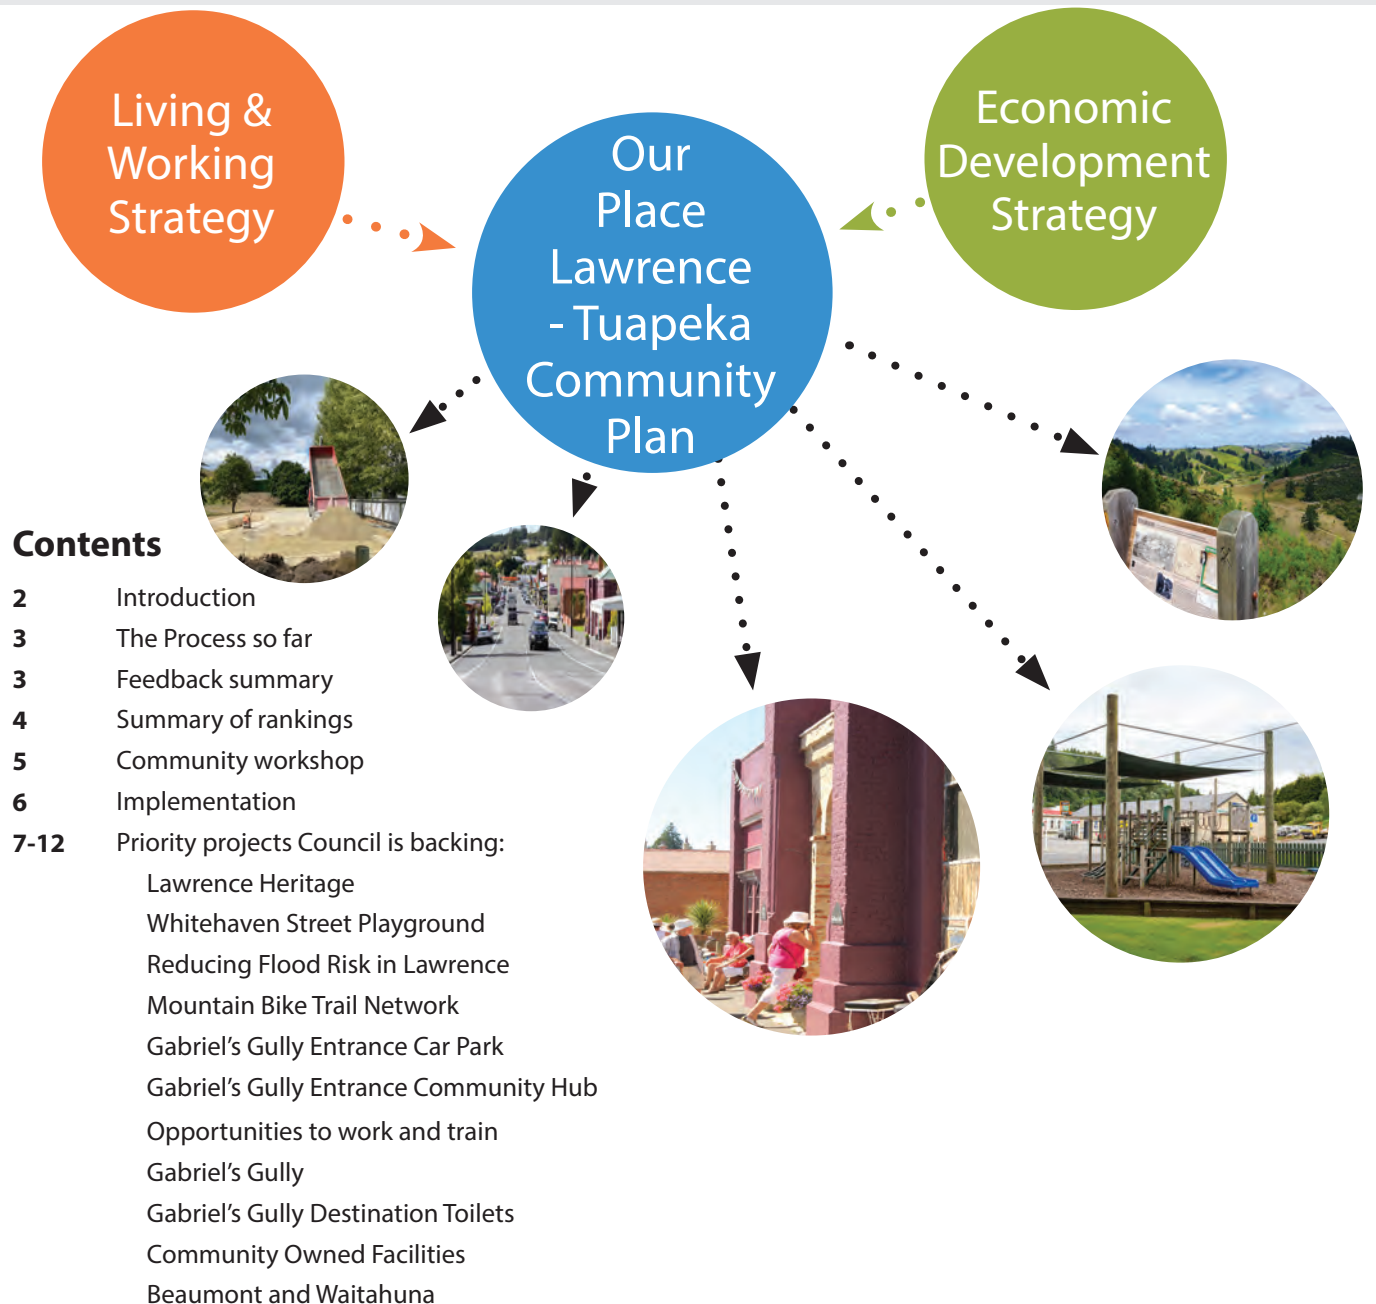 Living &
Working
Strategy
Our
Place
Lawrence
- Tuapeka
Community
Plan
Economic
Development
Strategy
Contents
2 Introduction
3 The Process so far
3 Feedback summary
4 Summary of rankings
5 Community workshop
6 Implementation
7-12 Priority projects Council is backing:
Lawrence Heritage
Whitehaven Street Playground
Reducing Flood Risk in Lawrence
Mountain Bike Trail Network
Gabriel's Gully Entrance Car Park
Gabriel's Gully Entrance Community Hub
Opportunities to work and train
Gabriel's Gully
Gabriel's Gully Destination Toilets
Community Owned Facilities
Beaumont and Waitahuna